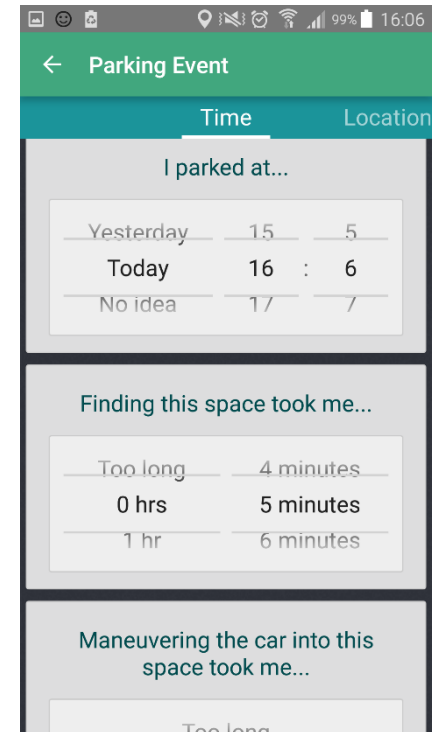 99% 16:06
Parking Event
Time Location
I parked at...
Yesterday 15 5
Today 16 : 6
No idea 17 7
Finding this space took me...
Too long 4 minutes
0 hrs 5 minutes
1 hr 6 minutes
Maneuvering the car into this
space took me...
Too long